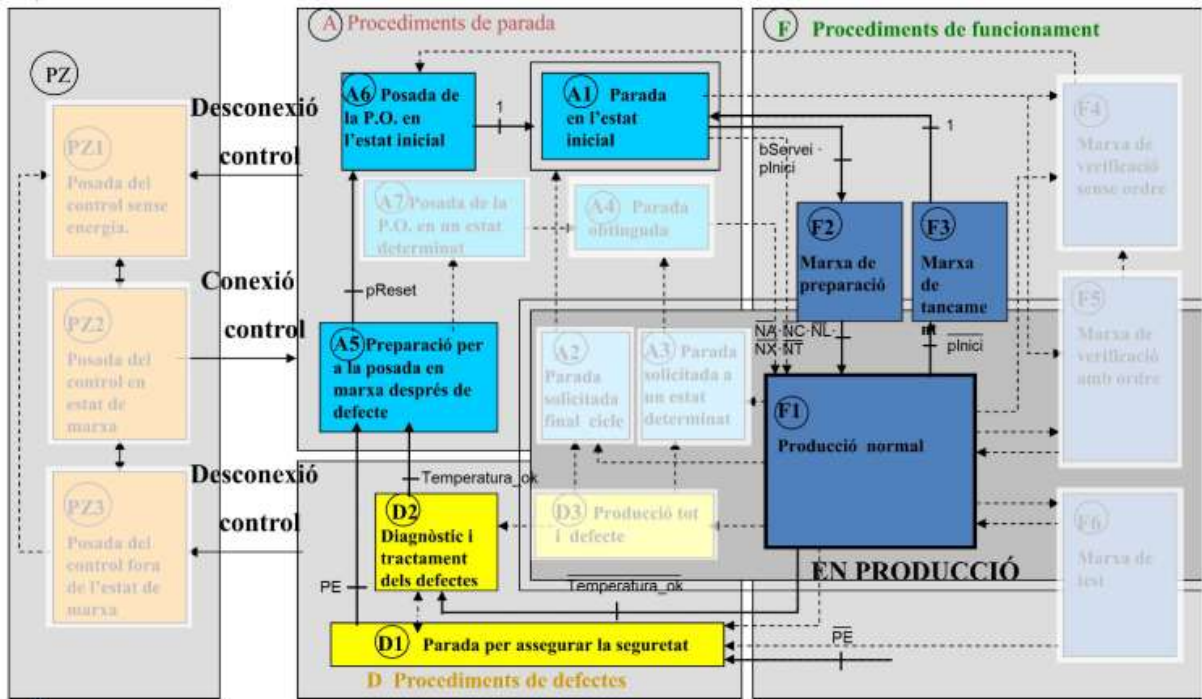 A Procediments de parada
F Procediments de funcionament
PZ
Desconexió
control
A6 Posada de
la P.O. en
l'estat inicial
1
A1 Parada
en l'estat
inicial
1
F4
Marxa de
verificació
sense ordre
PZ1
Posada del
control sense
energia.
bServei ·
pInici
A7 Posada de la
P.O. en un estat
determinat
A4 Parada
obtinguda
F2
Marxa de
preparació
F3
Marxa
de
tancame
nt
Conexió
control
pReset
F5
Marxa de
verificació
amb ordre
PZ2
Posada del
control en
estat de
marxa
A5 Preparació per
a la posada en
marxa després de
defecte
A2
Parada
solicitada
final cicle
A3 Parada
solicitada a
un estat
determinat
NA·NC·NL·
NX·NT
pInici
F1
Producció normal
Desconexió
control
Temperatura_ok
PZ3
Posada del
control fora
de l'estat de
marxa
D2
Diagnòstic i
tractament
dels defectes
D3 Producció tot
i defecte
F6
Marxa de
test
EN PRODUCCIÓ
PE
Temperatura_ok
D1 Parada per assegurar la seguretat
PE
D Procediments de defectes